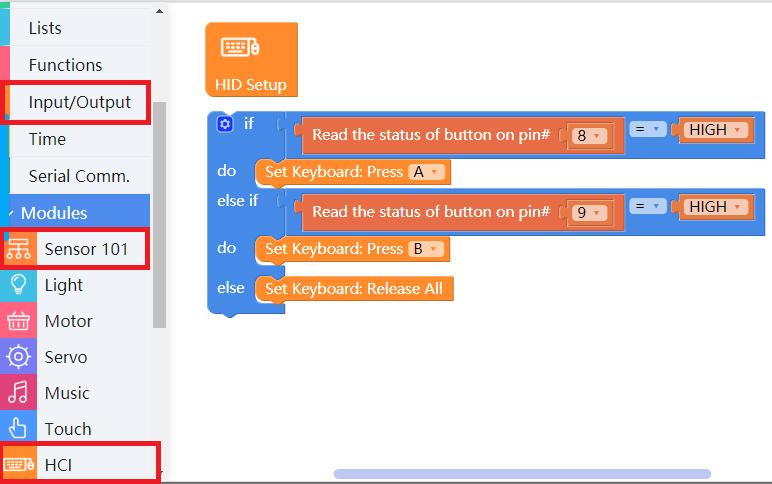 Lists
Functions
Input/Output
Time
Serial Comm.
Modules
Sensor 101
Light
Motor
Servo
Music
Touch
HCI
HID Setup
if Read the status of button on pin# 8 = HIGH
do Set Keyboard: Press A
else if Read the status of button on pin# 9 = HIGH
do Set Keyboard: Press B
else Set Keyboard: Release All